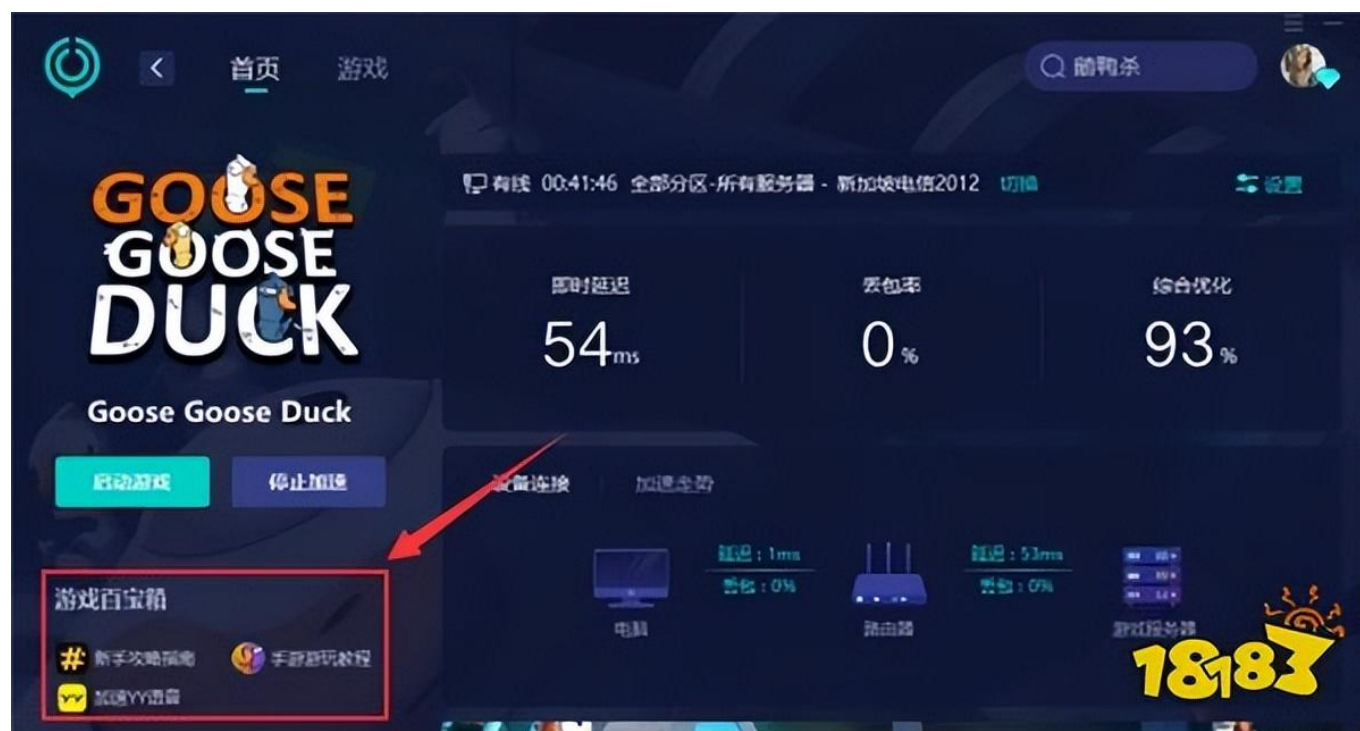 首页 游戏
鹅鸭杀
GOOSE
GOOSE
DUCK
Goose Goose Duck
启动游戏 停止加速
有线 00:41:46 全部分区-所有服务器 - 新加坡电信2012 切换
设置
即时延迟 丢包率 综合优化
54ms 0% 93%
设备连接 加速走势
延迟：1ms 延迟：53ms
丢包：0% 丢包：0%
电脑 路由器 游戏服务器
游戏百宝箱
新手攻略指南 手游游玩教程
加速YY语音
18183